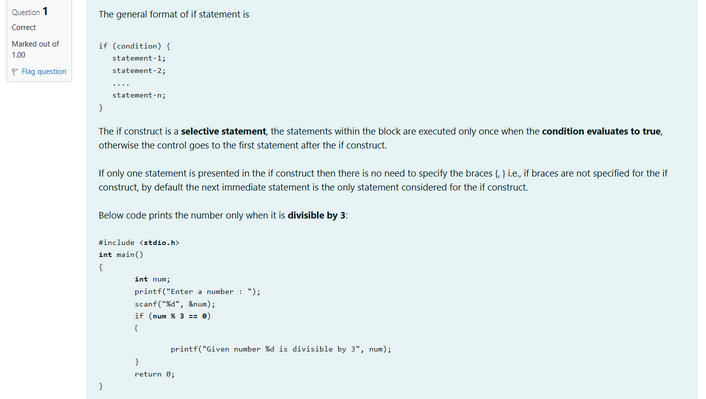 Question 1
Correct
Marked out of
1.00
Flag question
The general format of if statement is
if (condition) {
statement-1;
statement-2;
....
statement-n;
}
The if construct is a selective statement, the statements within the block are executed only once when the condition evaluates to true,
otherwise the control goes to the first statement after the if construct.
If only one statement is presented in the if construct then there is no need to specify the braces {, } i.e., if braces are not specified for the if
construct, by default the next immediate statement is the only statement considered for the if construct.
Below code prints the number only when it is divisible by 3:
#include <stdio.h>
int main()
{
int num;
printf("Enter a number : ");
scanf("%d", &num);
if (num % 3 == 0)
{
printf("Given number %d is divisible by 3", num);
}
return 0;
}